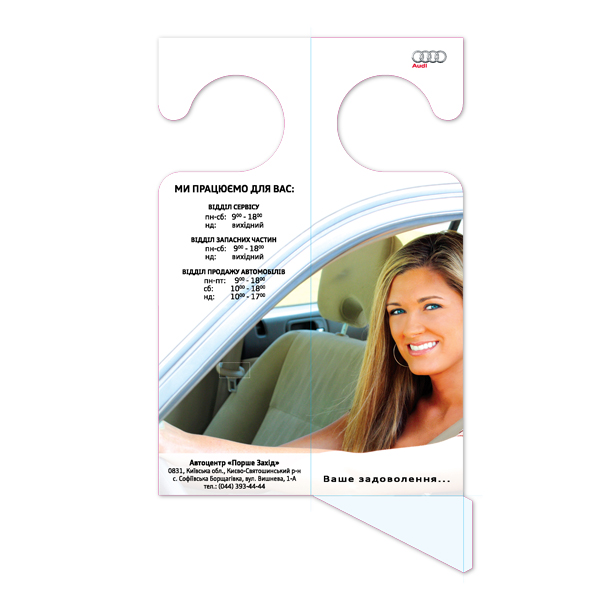 Audi
МИ ПРАЦЮЄМО ДЛЯ ВАС:
ВІДДІЛ СЕРВІСУ
пн-сб: 9⁰⁰ - 18⁰⁰
нд: вихідний
ВІДДІЛ ЗАПАСНИХ ЧАСТИН
пн-сб: 9⁰⁰ - 18⁰⁰
нд: вихідний
ВІДДІЛ ПРОДАЖУ АВТОМОБІЛІВ
пн-пт: 9⁰⁰ - 18⁰⁰
сб: 10⁰⁰ - 18⁰⁰
нд: 10⁰⁰ - 17⁰⁰
Автоцентр «Порше Захід»
0831, Київська обл., Києво-Святошинський р-н
с. Софіївська Борщагівка, вул. Вишнева, 1-А
тел.: (044) 393-44-44
Ваше задоволення...